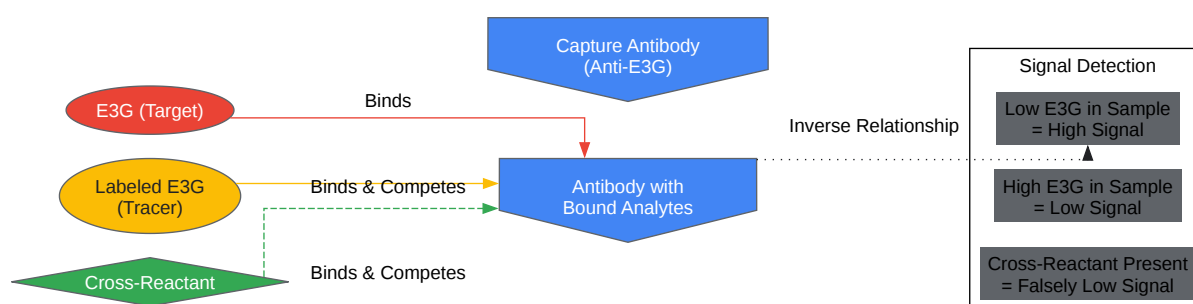 Capture Antibody
(Anti-E3G)
Signal Detection
E3G (Target)
Binds
Low E3G in Sample
= High Signal
Inverse Relationship
Labeled E3G
(Tracer)
Binds & Competes
Antibody with
Bound Analytes
High E3G in Sample
= Low Signal
Cross-Reactant
Binds & Competes
Cross-Reactant Present
= Falsely Low Signal